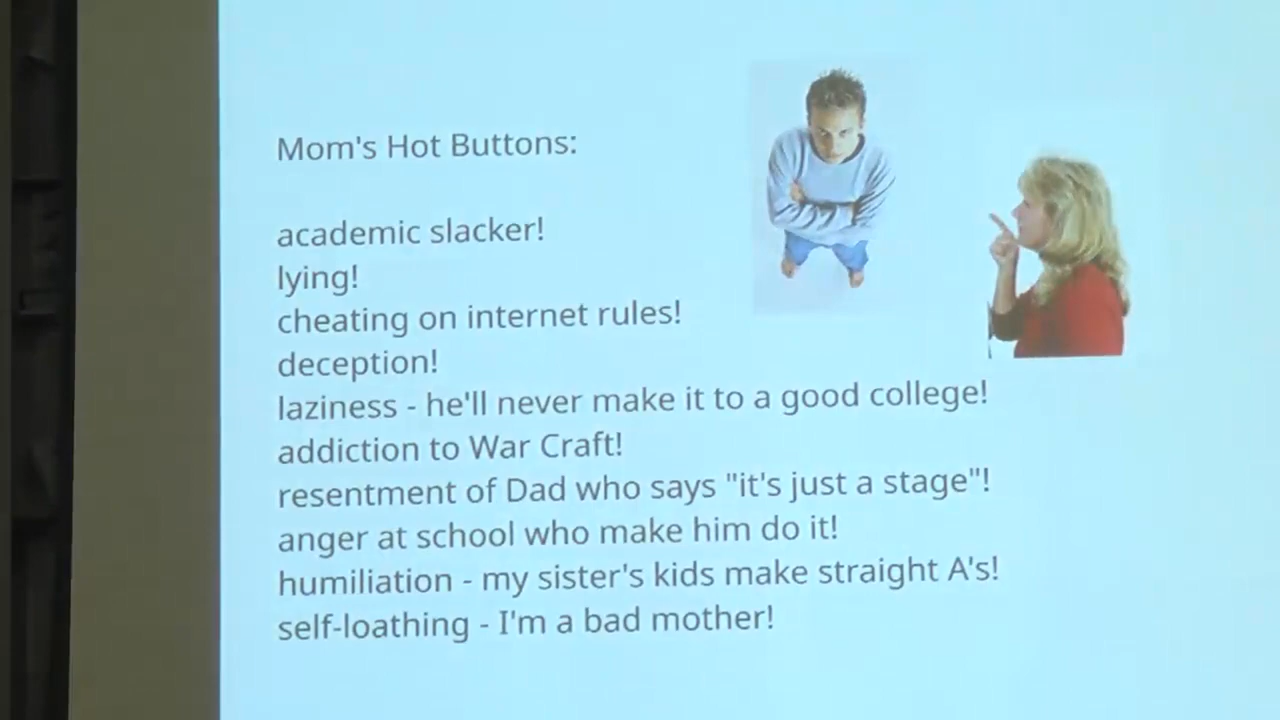 Mom's Hot Buttons:
academic slacker!
lying!
cheating on internet rules!
deception!
laziness - he'll never make it to a good college!
addiction to War Craft!
resentment of Dad who says "it's just a stage"!
anger at school who make him do it!
humiliation - my sister's kids make straight A's!
self-loathing - I'm a bad mother!